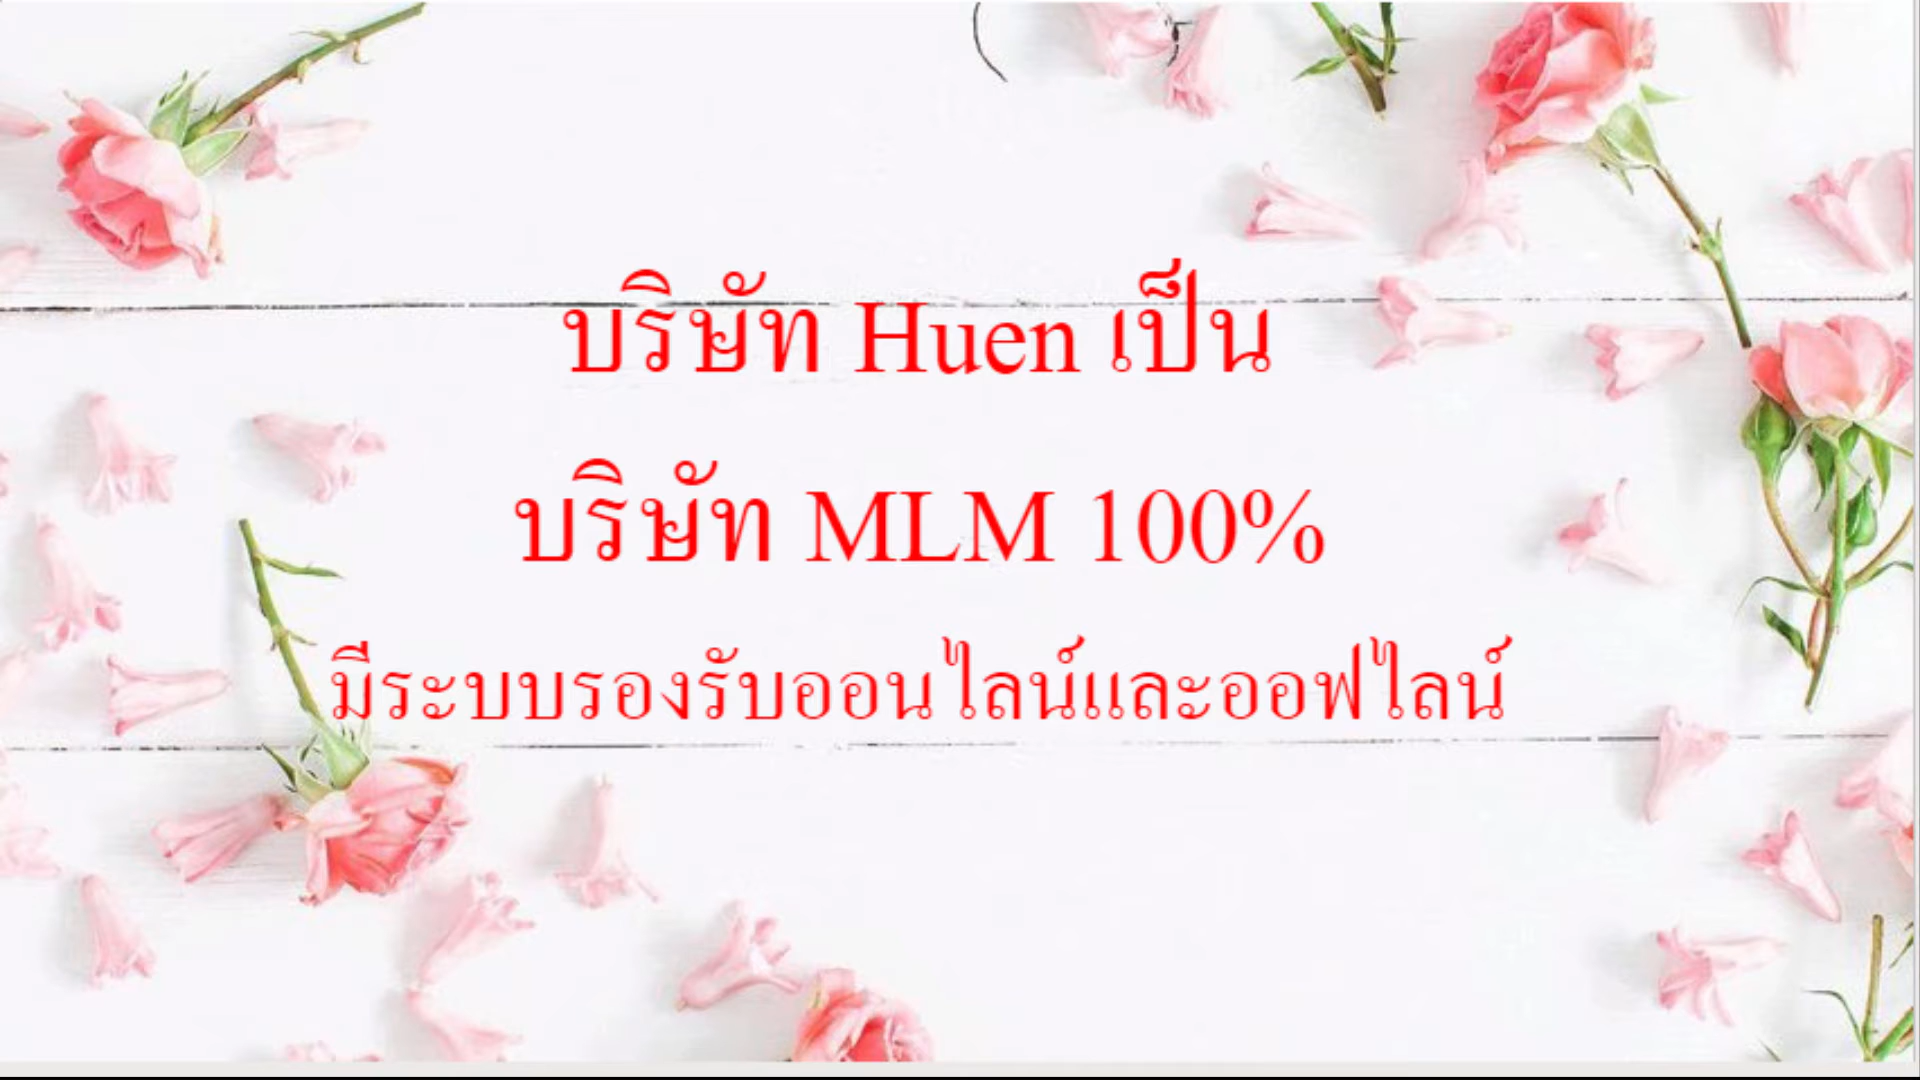 บริษัท Huen เป็น
บริษัท MLM 100%
มีระบบรองรับออนไลน์และออฟไลน์